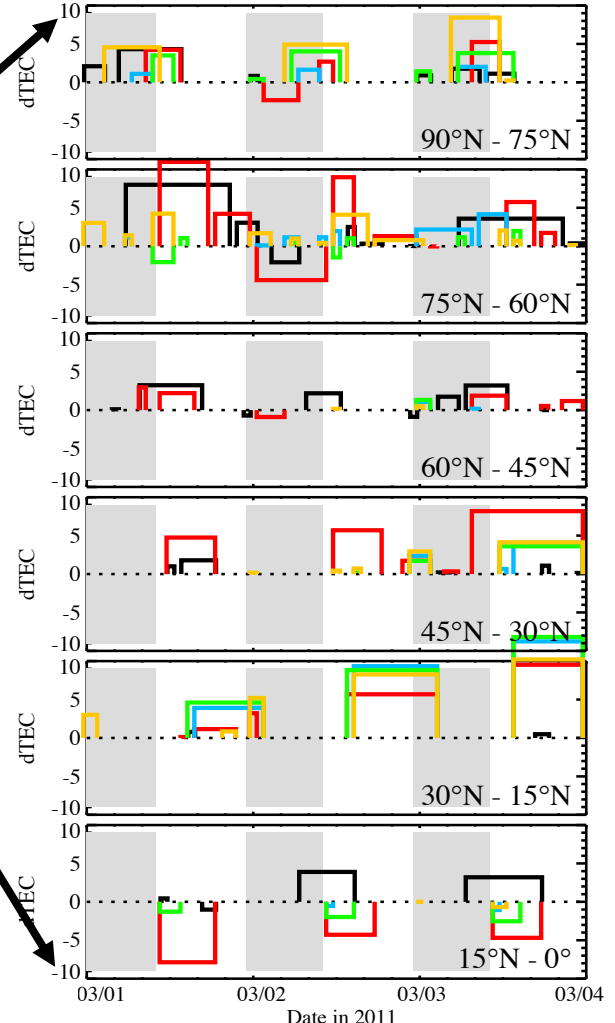 10
5
dTEC 0
-5
-10 90°N - 75°N
10
5
dTEC 0
-5
-10 75°N - 60°N
10
5
dTEC 0
-5
-10 60°N - 45°N
10
5
dTEC 0
-5
-10 45°N - 30°N
10
5
dTEC 0
-5
-10 30°N - 15°N
10
5
dTEC 0
-5
-10 15°N - 0°
03/01 03/02 03/03 03/04
Date in 2011